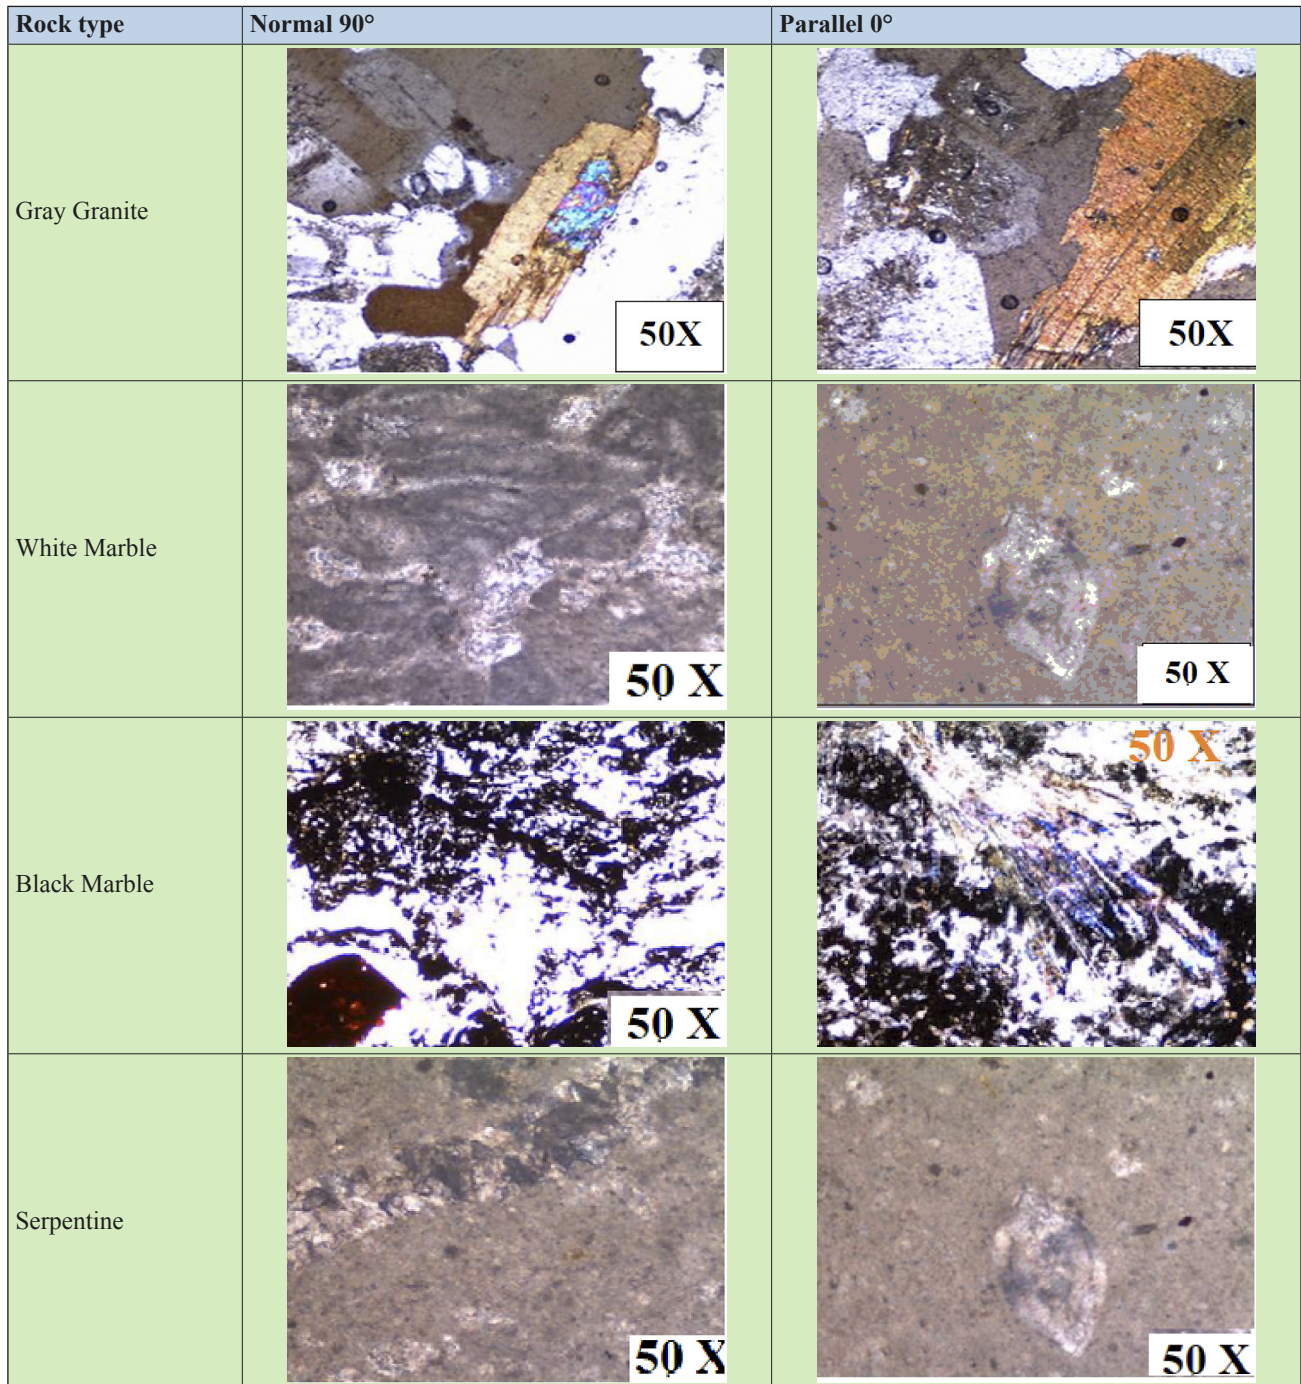 Rock type Normal 90° Parallel 0°
Gray Granite
50X 50X
White Marble
50 X 50 X
Black Marble
50 X 50 X
Serpentine
50 X 50 X